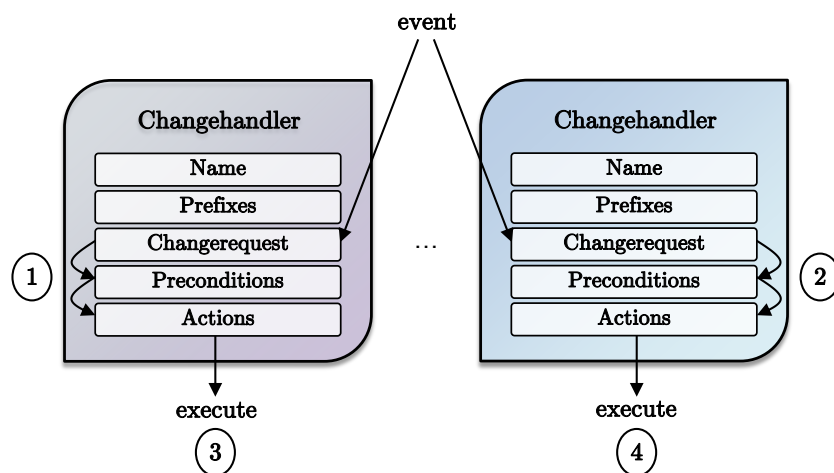 event
Changehandler
Name
Prefixes
Changerequest
Preconditions
Actions
1
execute
3
...
Changehandler
Name
Prefixes
Changerequest
Preconditions
Actions
2
execute
4